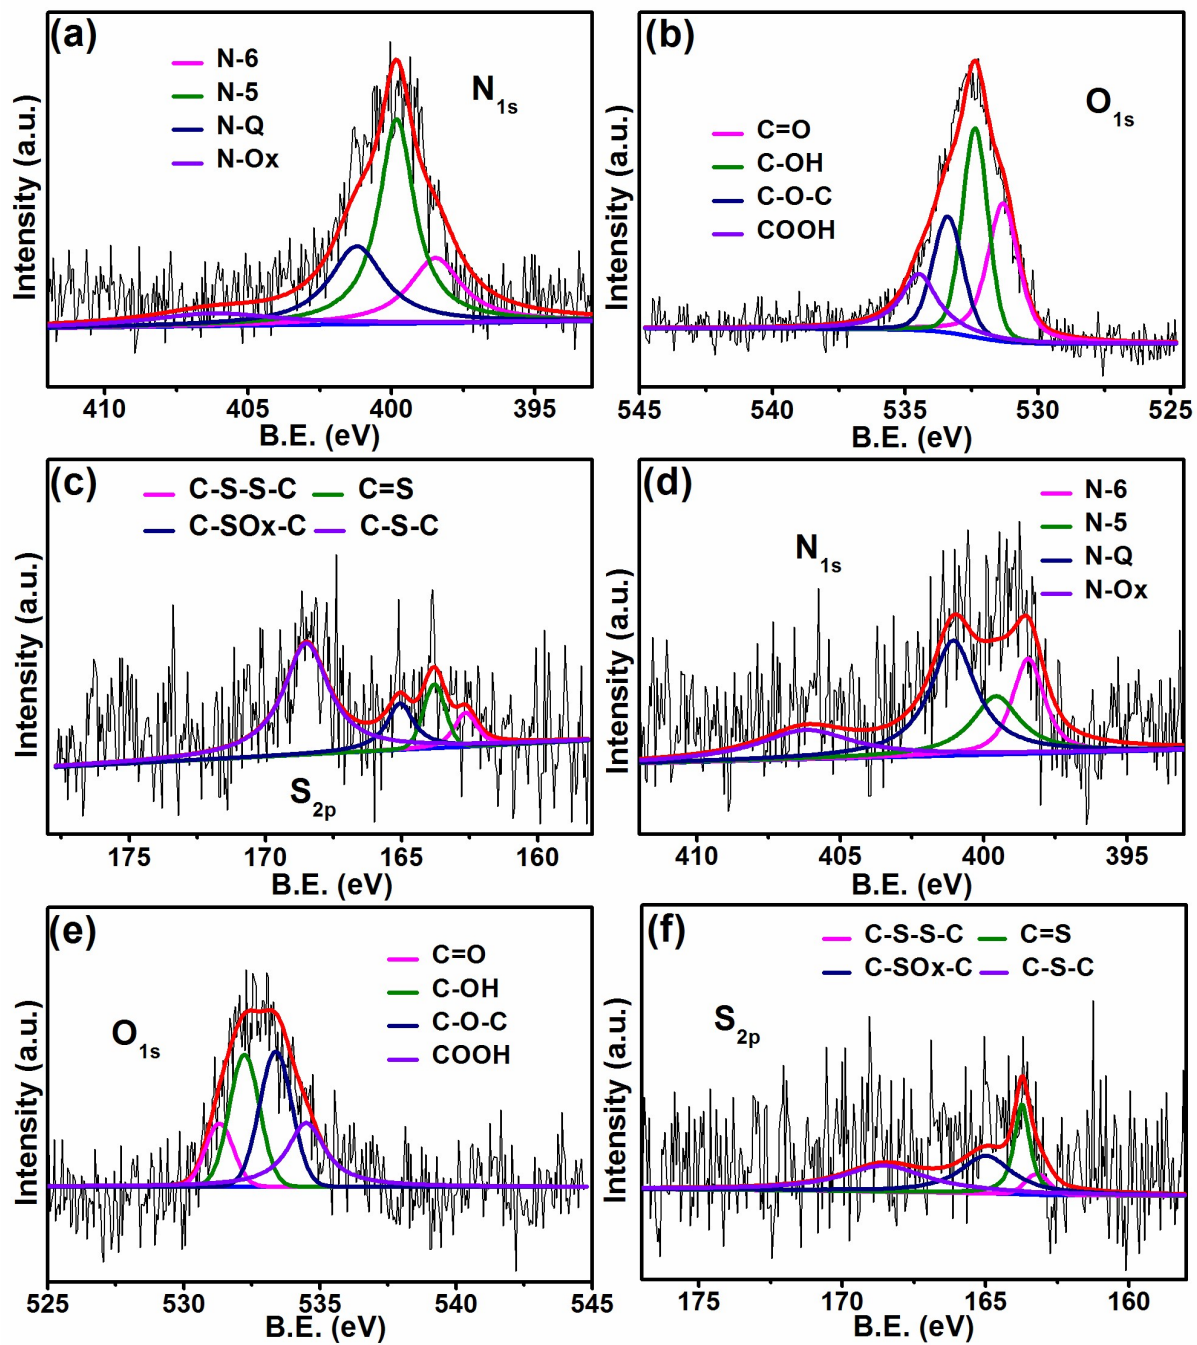 (a)
N-6
N-5
N-Q
N-Ox
N1s
Intensity (a.u.)
410 405 400 395
B.E. (eV)
(b)
C=O
C-OH
C-O-C
COOH
O1s
Intensity (a.u.)
545 540 535 530 525
B.E. (eV)
(c)
C-S-S-C C=S
C-SOx-C C-S-C
S2p
Intensity (a.u.)
175 170 165 160
B.E. (eV)
(d)
N-6
N-5
N-Q
N-Ox
N1s
Intensity (a.u.)
410 405 400 395
B.E. (eV)
(e)
C=O
C-OH
C-O-C
COOH
O1s
Intensity (a.u.)
525 530 535 540 545
B.E. (eV)
(f)
C-S-S-C C=S
C-SOx-C C-S-C
S2p
Intensity (a.u.)
175 170 165 160
B.E. (eV)